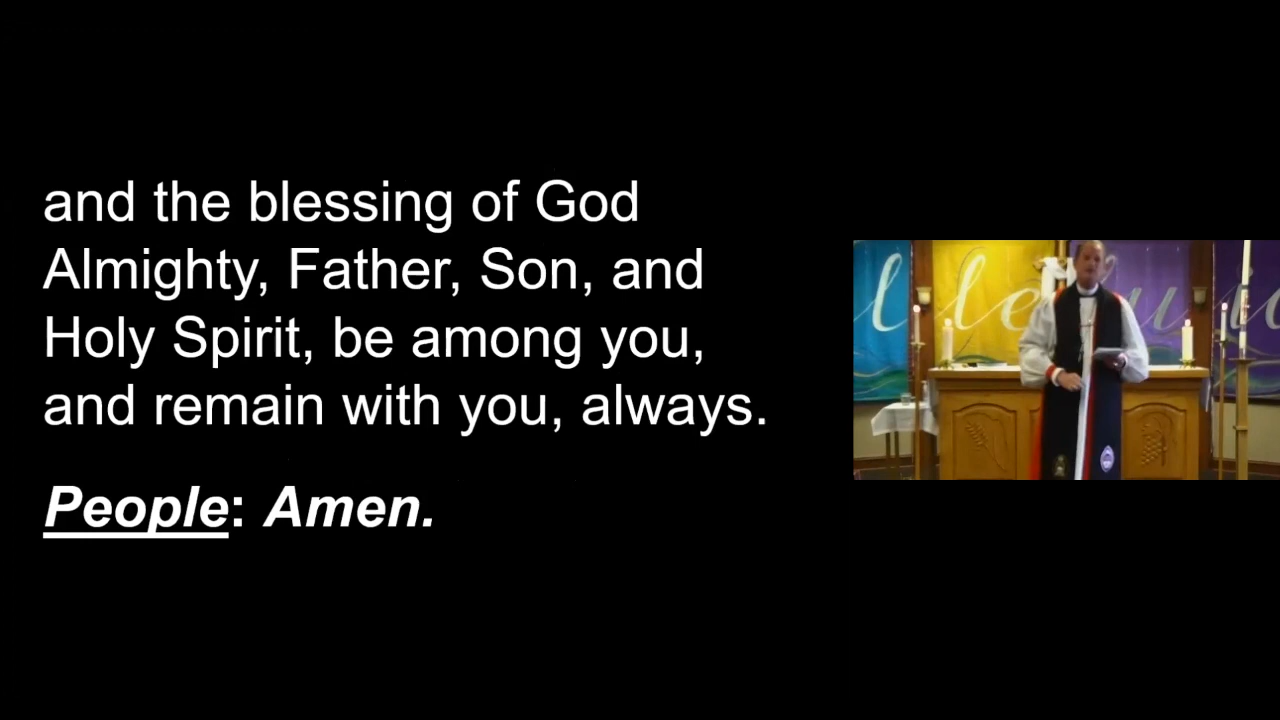 and the blessing of God
Almighty, Father, Son, and
Holy Spirit, be among you,
and remain with you, always.
People: Amen.